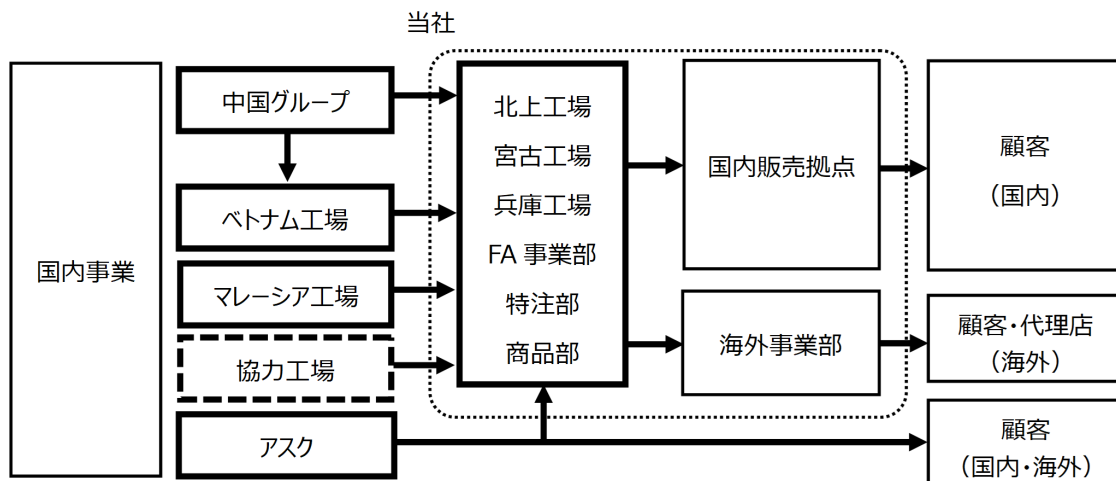 当社
国内事業
中国グループ
ベトナム工場
マレーシア工場
協力工場
アスク
北上工場
宮古工場
兵庫工場
FA 事業部
特注部
商品部
国内販売拠点
海外事業部
顧客
（国内）
顧客・代理店
（海外）
顧客
（国内・海外）